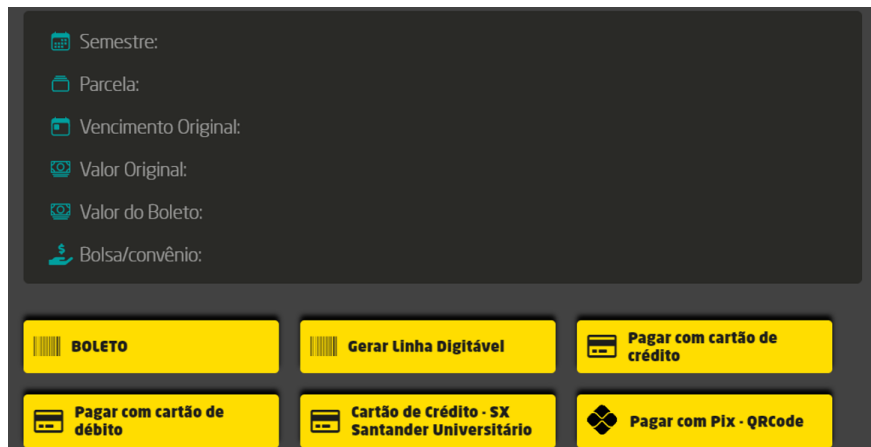 Semestre:
Parcela:
Vencimento Original:
Valor Original:
Valor do Boleto:
Bolsa/convênio:
BOLETO
Gerar Linha Digitável
Pagar com cartão de
crédito
Pagar com cartão de
débito
Cartão de Crédito - SX
Santander Universitário
Pagar com Pix - QRCode